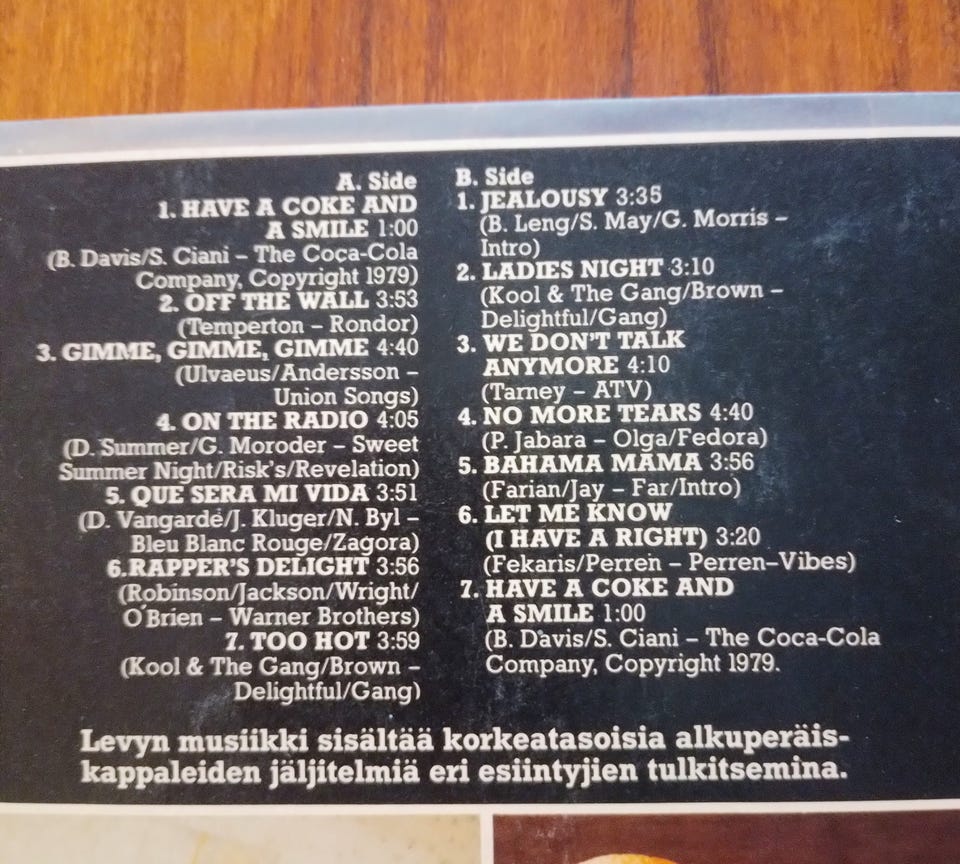 A. Side
1. HAVE A COKE AND
A SMILE 1:00
(B. Davis/S. Ciani – The Coca-Cola
Company, Copyright 1979)
2. OFF THE WALL 3:53
(Temperton – Rondor)
3. GIMME, GIMME, GIMME 4:40
(Ulvaeus/Andersson –
Union Songs)
4. ON THE RADIO 4:05
(D. Summer/G. Moroder – Sweet
Summer Night/Risk's/Revelation)
5. QUE SERA MI VIDA 3:51
(D. Vangarde/J. Kluger/N. Byl –
Bleu Blanc Rouge/Zagora)
6.RAPPER'S DELIGHT 3:56
(Robinson/Jackson/Wright/
O'Brien – Warner Brothers)
7. TOO HOT 3:59
(Kool & The Gang/Brown –
Delightful/Gang)
B. Side
1. JEALOUSY 3:35
(B. Leng/S. May/G. Morris –
Intro)
2. LADIES NIGHT 3:10
(Kool & The Gang/Brown –
Delightful/Gang)
3. WE DON'T TALK
ANYMORE 4:10
(Tarney – ATV)
4. NO MORE TEARS 4:40
(P. Jabara – Olga/Fedora)
5. BAHAMA MAMA 3:56
(Farian/Jay – Far/Intro)
6. LET ME KNOW
(I HAVE A RIGHT) 3:20
(Fekaris/Perren – Perren–Vibes)
7. HAVE A COKE AND
A SMILE 1:00
(B. Davis/S. Ciani – The Coca-Cola
Company, Copyright 1979.
Levyn musiikki sisältää korkeatasoisia alkuperäis-
kappaleiden jäljitelmiä eri esiintyjien tulkitsemina.